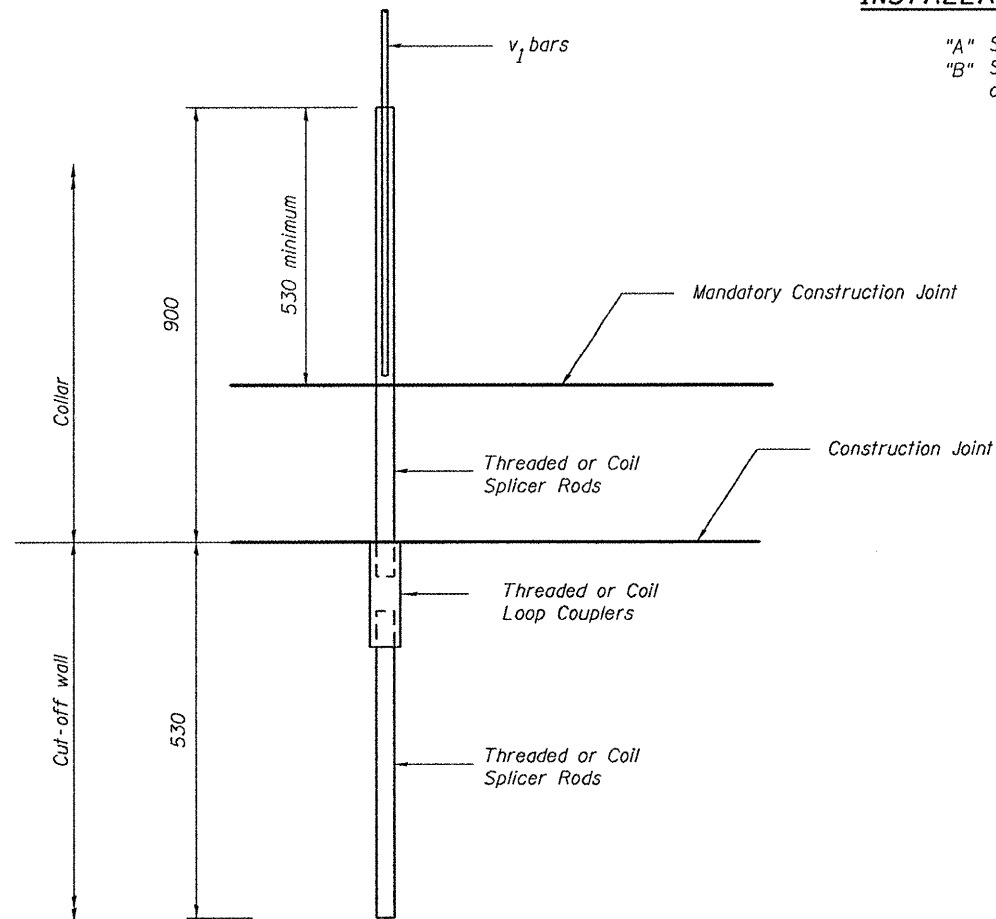 v1 bars
"A"
"B"
900
530 minimum
Collar
Mandatory Construction Joint
Threaded or Coil
Splicer Rods
Construction Joint
Threaded or Coil
Loop Couplers
Cut-off wall
530
Threaded or Coil
Splicer Rods